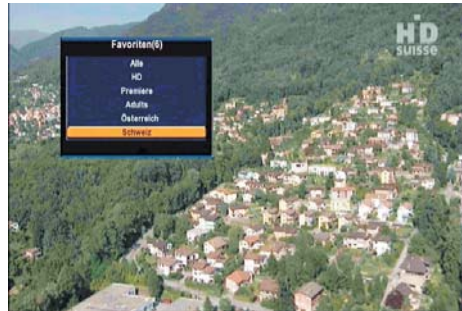 Favoriten(6)
Alle
HD
Premiere
Adults
Österreich
Schweiz
HD
suisse